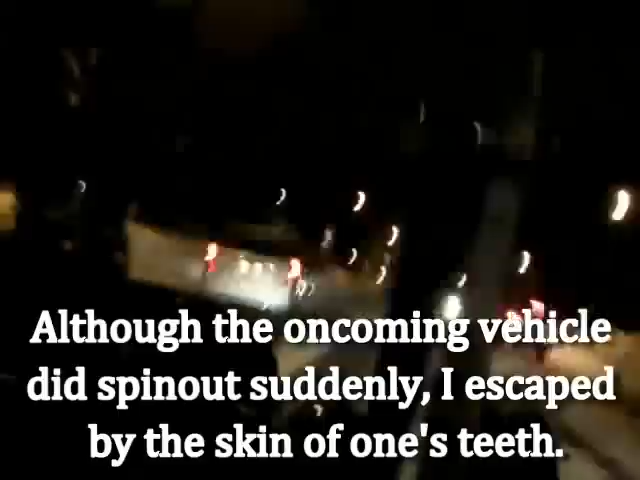 Although the oncoming vehicle
did spinout suddenly, I escaped
by the skin of one's teeth.